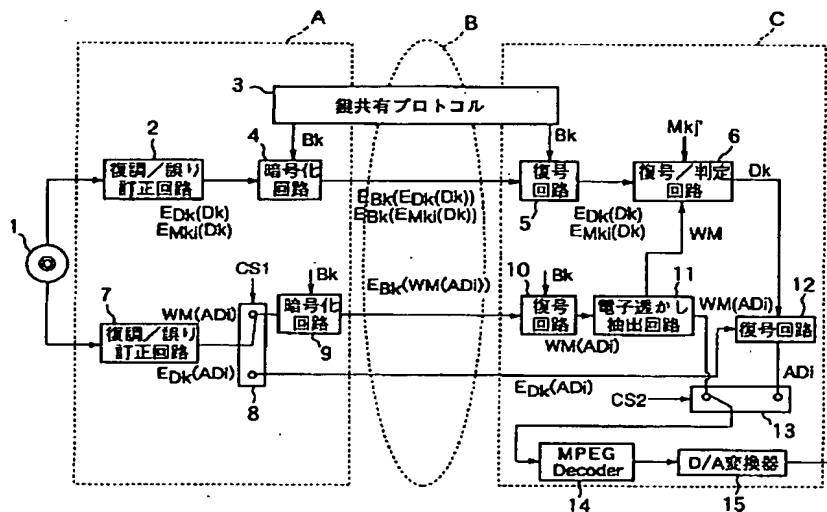 A
B
C
3
鍵共有プロトコル
2
4
Bk
Bk
Mkj
6
復調/誤り
訂正回路
暗号化
回路
復号
回路
復号/判定
回路
Dk
EDk(Dk)
EMki(Dk)
EBk(EDk(Dk))
EBk(EMki(Dk))
5
EDk(Dk)
EMki(Dk)
1
WM
CS1
7
Bk
EBk(WM(ADi))
10
Bk
11
WM(ADi)
12
WM(ADi)
復調/誤り
訂正回路
暗号化
回路
復号
回路
電子透かし
抽出回路
復号回路
9
WM(ADi)
EDk(ADi)
8
EDk(ADi)
ADi
CS2
13
MPEG
Decoder
D/A変換器
14
15